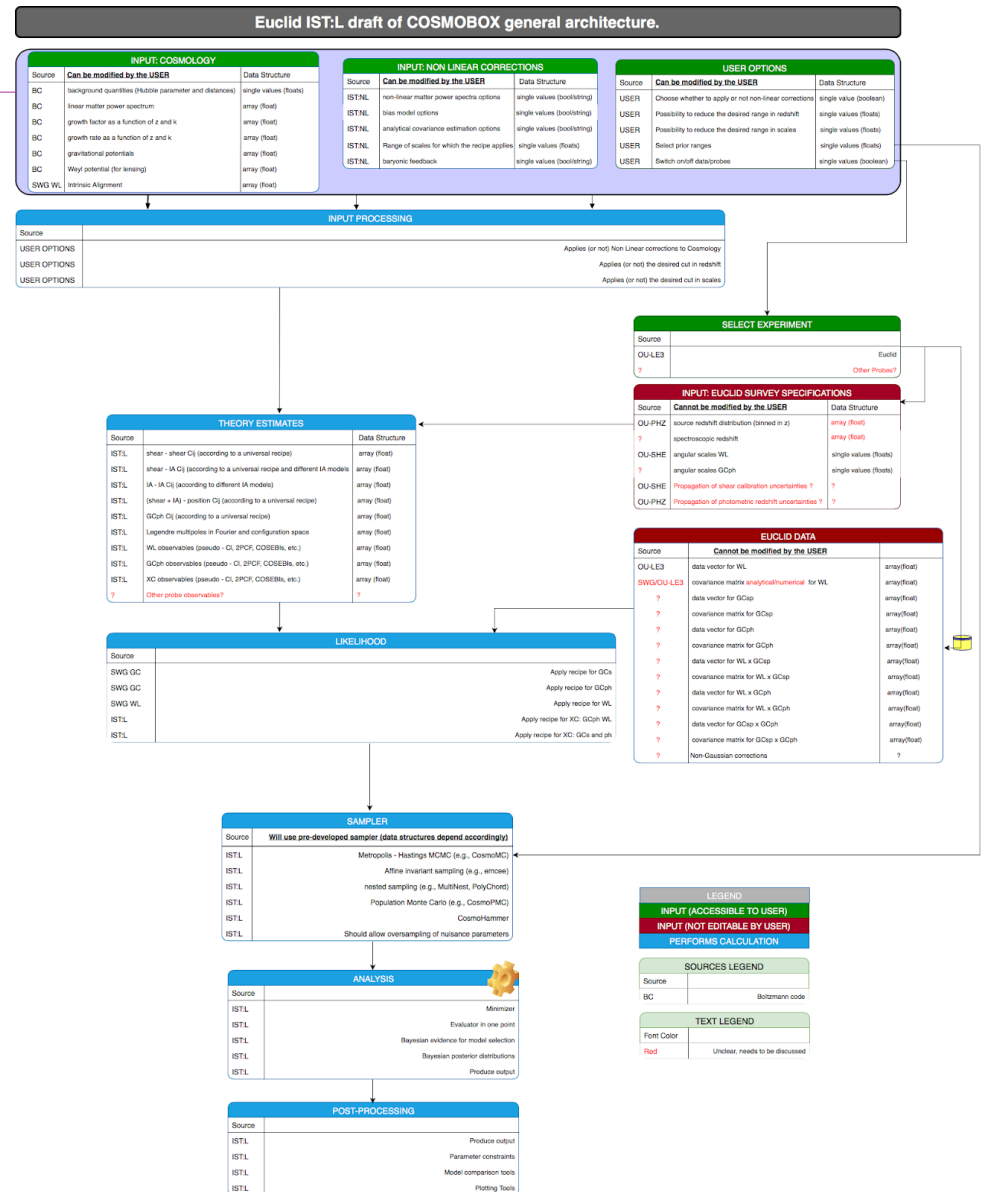 Euclid IST:L draft of COSMOBOX general architecture.
INPUT: COSMOLOGY
Source Can be modified by the USER Data Structure
BC background quantities (Hubble parameter and distances) single values (floats)
BC linear matter power spectrum array (float)
BC growth factor as a function of z and k array (float)
BC growth rate as a function of z and k array (float)
BC gravitational potentials array (float)
BC Weyl potential (for lensing) array (float)
SWG WL Intrinsic Alignment array (float)
INPUT: NON LINEAR CORRECTIONS
Source Can be modified by the USER Data Structure
IST:NL non-linear matter power spectra options single values (bool/string)
IST:NL bias model options single values (bool/string)
IST:NL analytical covariance estimation options single values (bool/string)
IST:NL Range of scales for which the recipe applies single values (floats)
IST:NL baryonic feedback single values (bool/string)
USER OPTIONS
Source Can be modified by the USER Data Structure
USER Choose whether to apply or not non-linear corrections single value (boolean)
USER Possibility to reduce the desired range in redshift single values (floats)
USER Possibility to reduce the desired range in scales single values (floats)
USER Select prior ranges single values (floats)
USER Switch on/off data/probes single values (boolean)
INPUT PROCESSING
Source
USER OPTIONS Applies (or not) Non Linear corrections to Cosmology
USER OPTIONS Applies (or not) the desired cut in redshift
USER OPTIONS Applies (or not) the desired cut in scales
SELECT EXPERIMENT
Source
OU-LE3 Euclid
? Other Probes?
INPUT: EUCLID SURVEY SPECIFICATIONS
Source Cannot be modified by the USER Data Structure
OU-PHZ source redshift distribution (binned in z) array (float)
? spectroscopic redshift array (float)
OU-SHE angular scales WL single values (floats)
? angular scales GCph single values (floats)
OU-SHE Propagation of shear calibration uncertainties ? ?
OU-PHZ Propagation of photometric redshift uncertainties ? ?
THEORY ESTIMATES
Source Data Structure
IST:L shear - shear Cij (according to a universal recipe) array (float)
IST:L shear - IA Cij (according to a universal recipe and different IA models array (float)
IST:L IA - IA Cij (according to different IA models) array (float)
IST:L (shear + IA) - position Cij (according to a universal recipe) array (float)
IST:L GCph Cij (according to a universal recipe) array (float)
IST:L Legendre multipoles in Fourier and configuration space array (float)
IST:L WL observables (pseudo - Cl, 2PCF, COSEBIs, etc.) array (float)
IST:L GCph observables (pseudo - Cl, 2PCF, COSEBIs, etc.) array (float)
IST:L XC observables (pseudo - Cl, 2PCF, COSEBIs, etc.) array (float)
? Other probe observables? ?
EUCLID DATA
Source Cannot be modified by the USER
OU-LE3 data vector for WL array(float)
SWG/OU-LE3 covariance matrix analytical/numerical for WL array(float)
? data vector for GCsp array(float)
? covariance matrix for GCsp array(float)
? data vector for GCph array(float)
? covariance matrix for GCph array(float)
? data vector for WL x GCsp array(float)
? covariance matrix for WL x GCsp array(float)
? data vector for WL x GCph array(float)
? covariance matrix for WL x GCph array(float)
? data vector for GCsp x GCph array(float)
? covariance matrix for GCsp x GCph array(float)
? Non-Gaussian corrections ?
LIKELIHOOD
Source
SWG GC Apply recipe for GCs
SWG GC Apply recipe for GCph
SWG WL Apply recipe for WL
IST:L Apply recipe for XC: GCph WL
IST:L Apply recipe for XC: GCs and ph
SAMPLER
Source Will use pre-developed sampler (data structures depend accordingly)
IST:L Metropolis - Hastings MCMC (e.g., CosmoMC)
IST:L Affine invariant sampling (e.g., emcee)
IST:L nested sampling (e.g., MultiNest, PolyChord)
IST:L Population Monte Carlo (e.g., CosmoPMC)
IST:L CosmoHammer
IST:L Should allow oversampling of nuisance parameters
LEGEND
INPUT (ACCESSIBLE TO USER)
INPUT (NOT EDITABLE BY USER)
PERFORMS CALCULATION
SOURCES LEGEND
Source
BC Boltzmann code
TEXT LEGEND
Font Color
Red Unclear, needs to be discussed
ANALYSIS
Source
IST:L Minimizer
IST:L Evaluator in one point
IST:L Bayesian evidence for model selection
IST:L Bayesian posterior distributions
IST:L Produce output
POST-PROCESSING
Source
IST:L Produce output
IST:L Parameter constraints
IST:L Model comparison tools
IST:L Plotting Tools